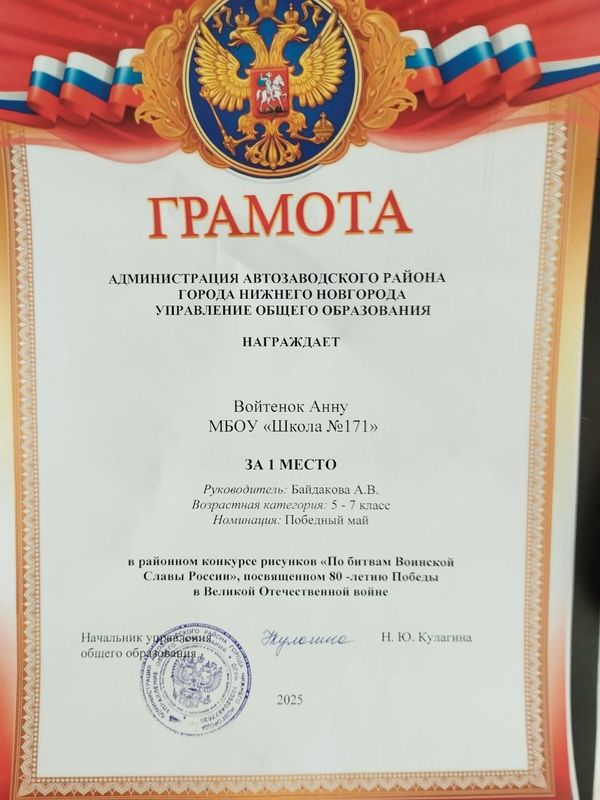 ГРАМОТА
АДМИНИСТРАЦИЯ АВТОЗАВОДСКОГО РАЙОНА
ГОРОДА НИЖНЕГО НОВГОРОДА
УПРАВЛЕНИЕ ОБЩЕГО ОБРАЗОВАНИЯ
НАГРАЖДАЕТ
Войтенок Анну
МБОУ «Школа №171»
ЗА 1 МЕСТО
Руководитель: Байдакова А.В.
Возрастная категория: 5 - 7 класс
Номинация: Победный май
в районном конкурсе рисунков «По битвам Воинской
Славы России», посвященном 80 -летию Победы
в Великой Отечественной войне
Начальник управления Н. Ю. Кулагина
общего образования
2025